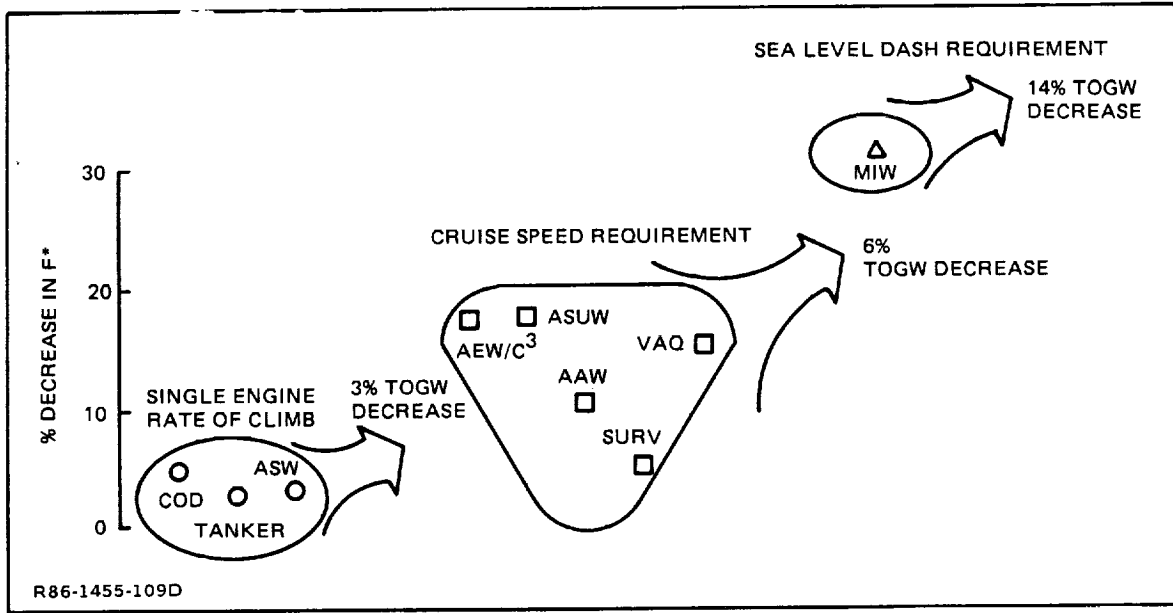 SEA LEVEL DASH REQUIREMENT
14% TOGW
DECREASE
MIW
30
CRUISE SPEED REQUIREMENT
6%
TOGW DECREASE
% DECREASE IN F*
20
ASUW
AEW/C³
VAQ
AAW
SINGLE ENGINE
RATE OF CLIMB
3% TOGW
DECREASE
10
SURV
ASW
COD
TANKER
0
R86-1455-109D